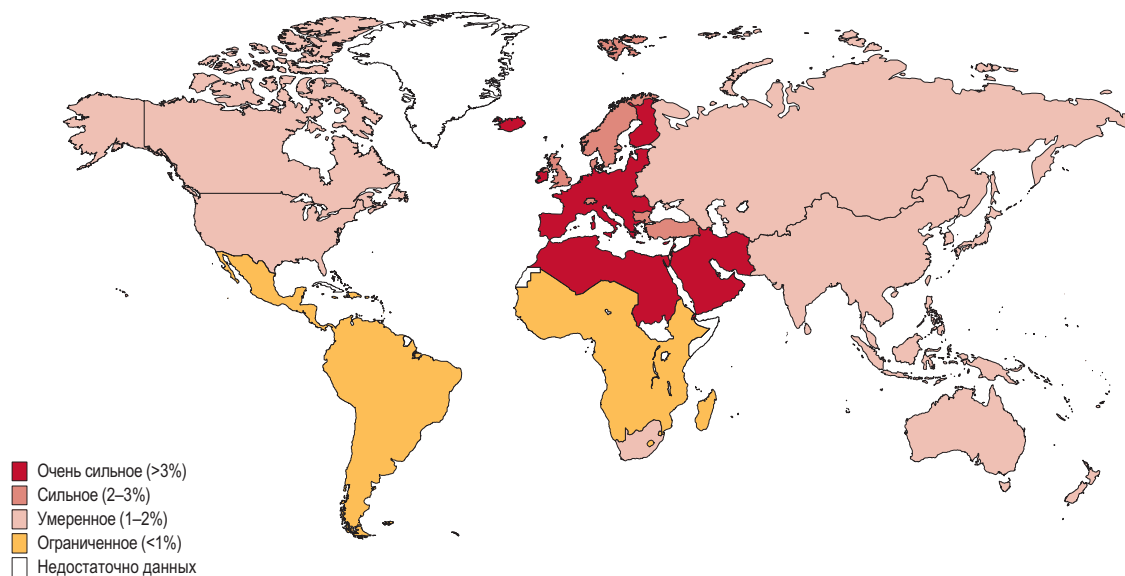 Очень сильное (>3%)
Сильное (2–3%)
Умеренное (1–2%)
Ограниченное (<1%)
Недостаточно данных